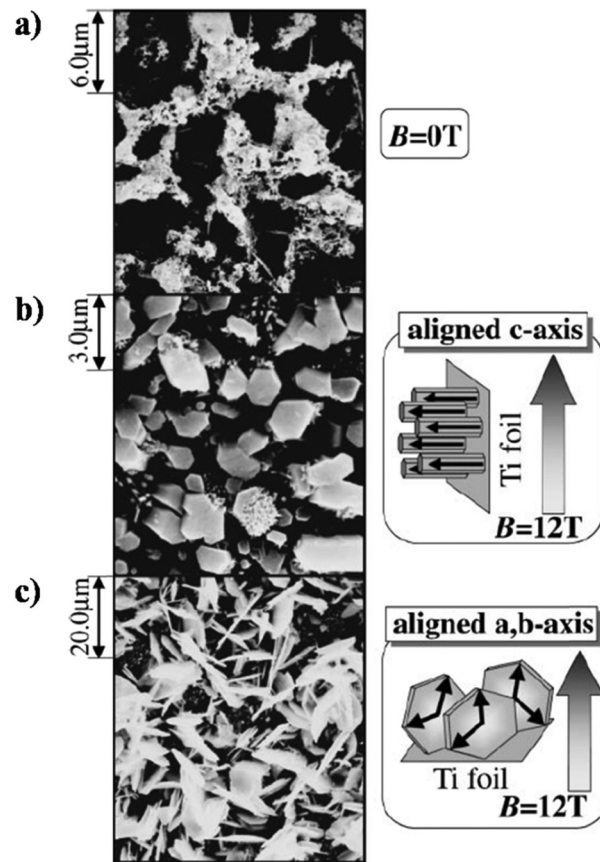 a)
6.0μm
B=0T
b)
3.0μm
aligned c-axis
Ti foil
B=12T
c)
20.0μm
aligned a,b-axis
Ti foil
B=12T